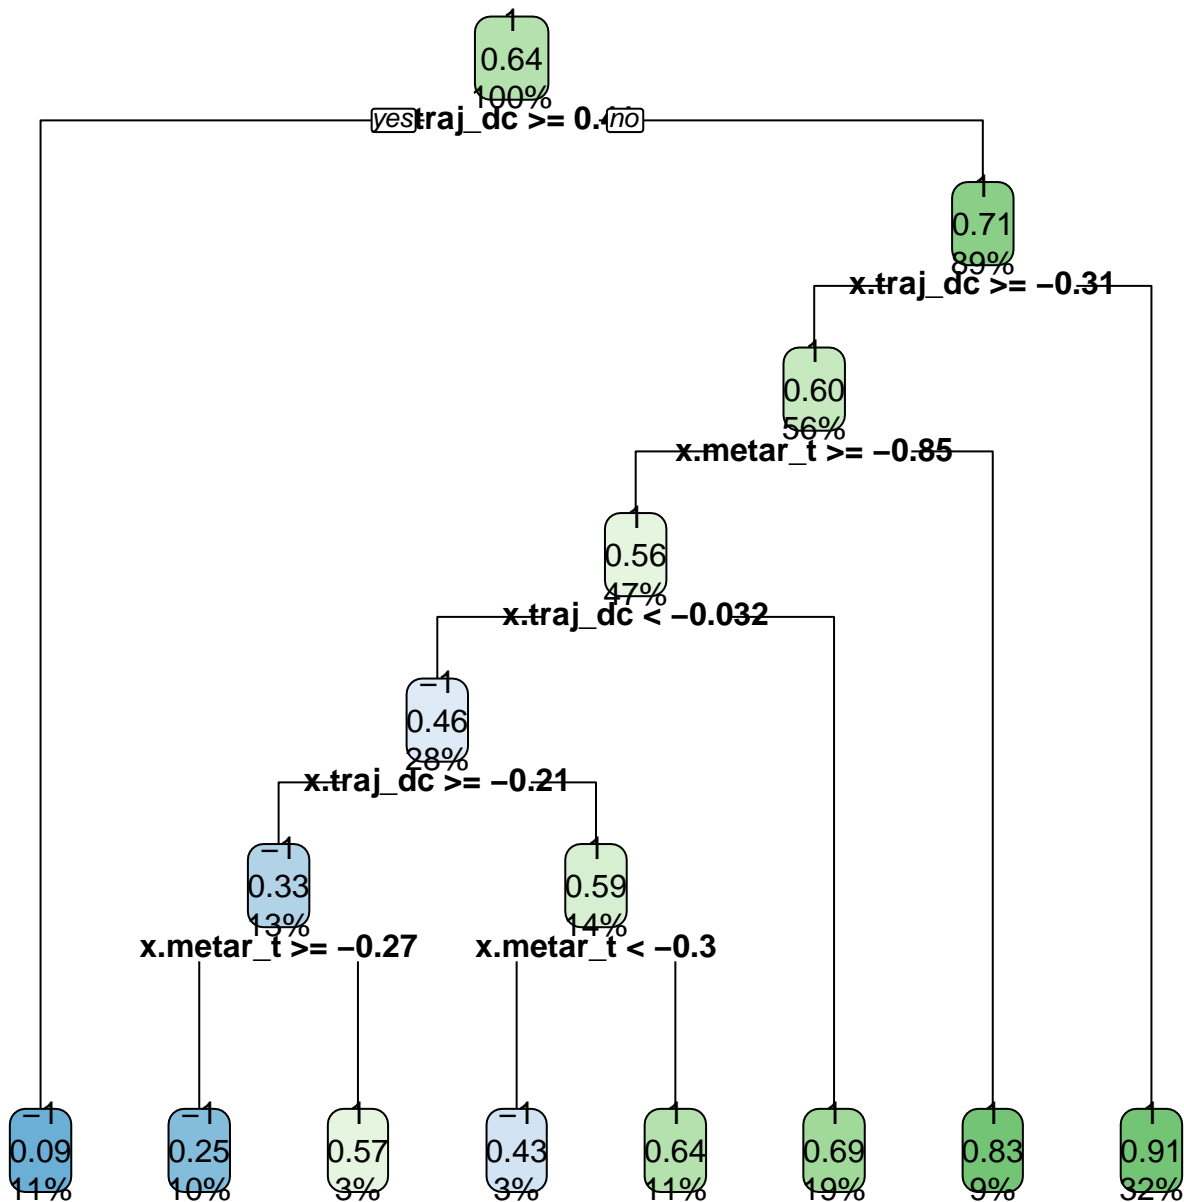 1
0.64
100%
yes traj_dc >= 0. no
1
0.71
89%
x.traj_dc >= −0.31
1
0.60
56%
x.metar_t >= −0.85
1
0.56
47%
x.traj_dc < −0.032
−1
0.46
28%
x.traj_dc >= −0.21
−1 1
0.33 0.59
13% 14%
x.metar_t >= −0.27 x.metar_t < −0.3
−1 −1 1 −1 1 1 1 1
0.09 0.25 0.57 0.43 0.64 0.69 0.83 0.91
11% 10% 3% 3% 11% 19% 9% 32%